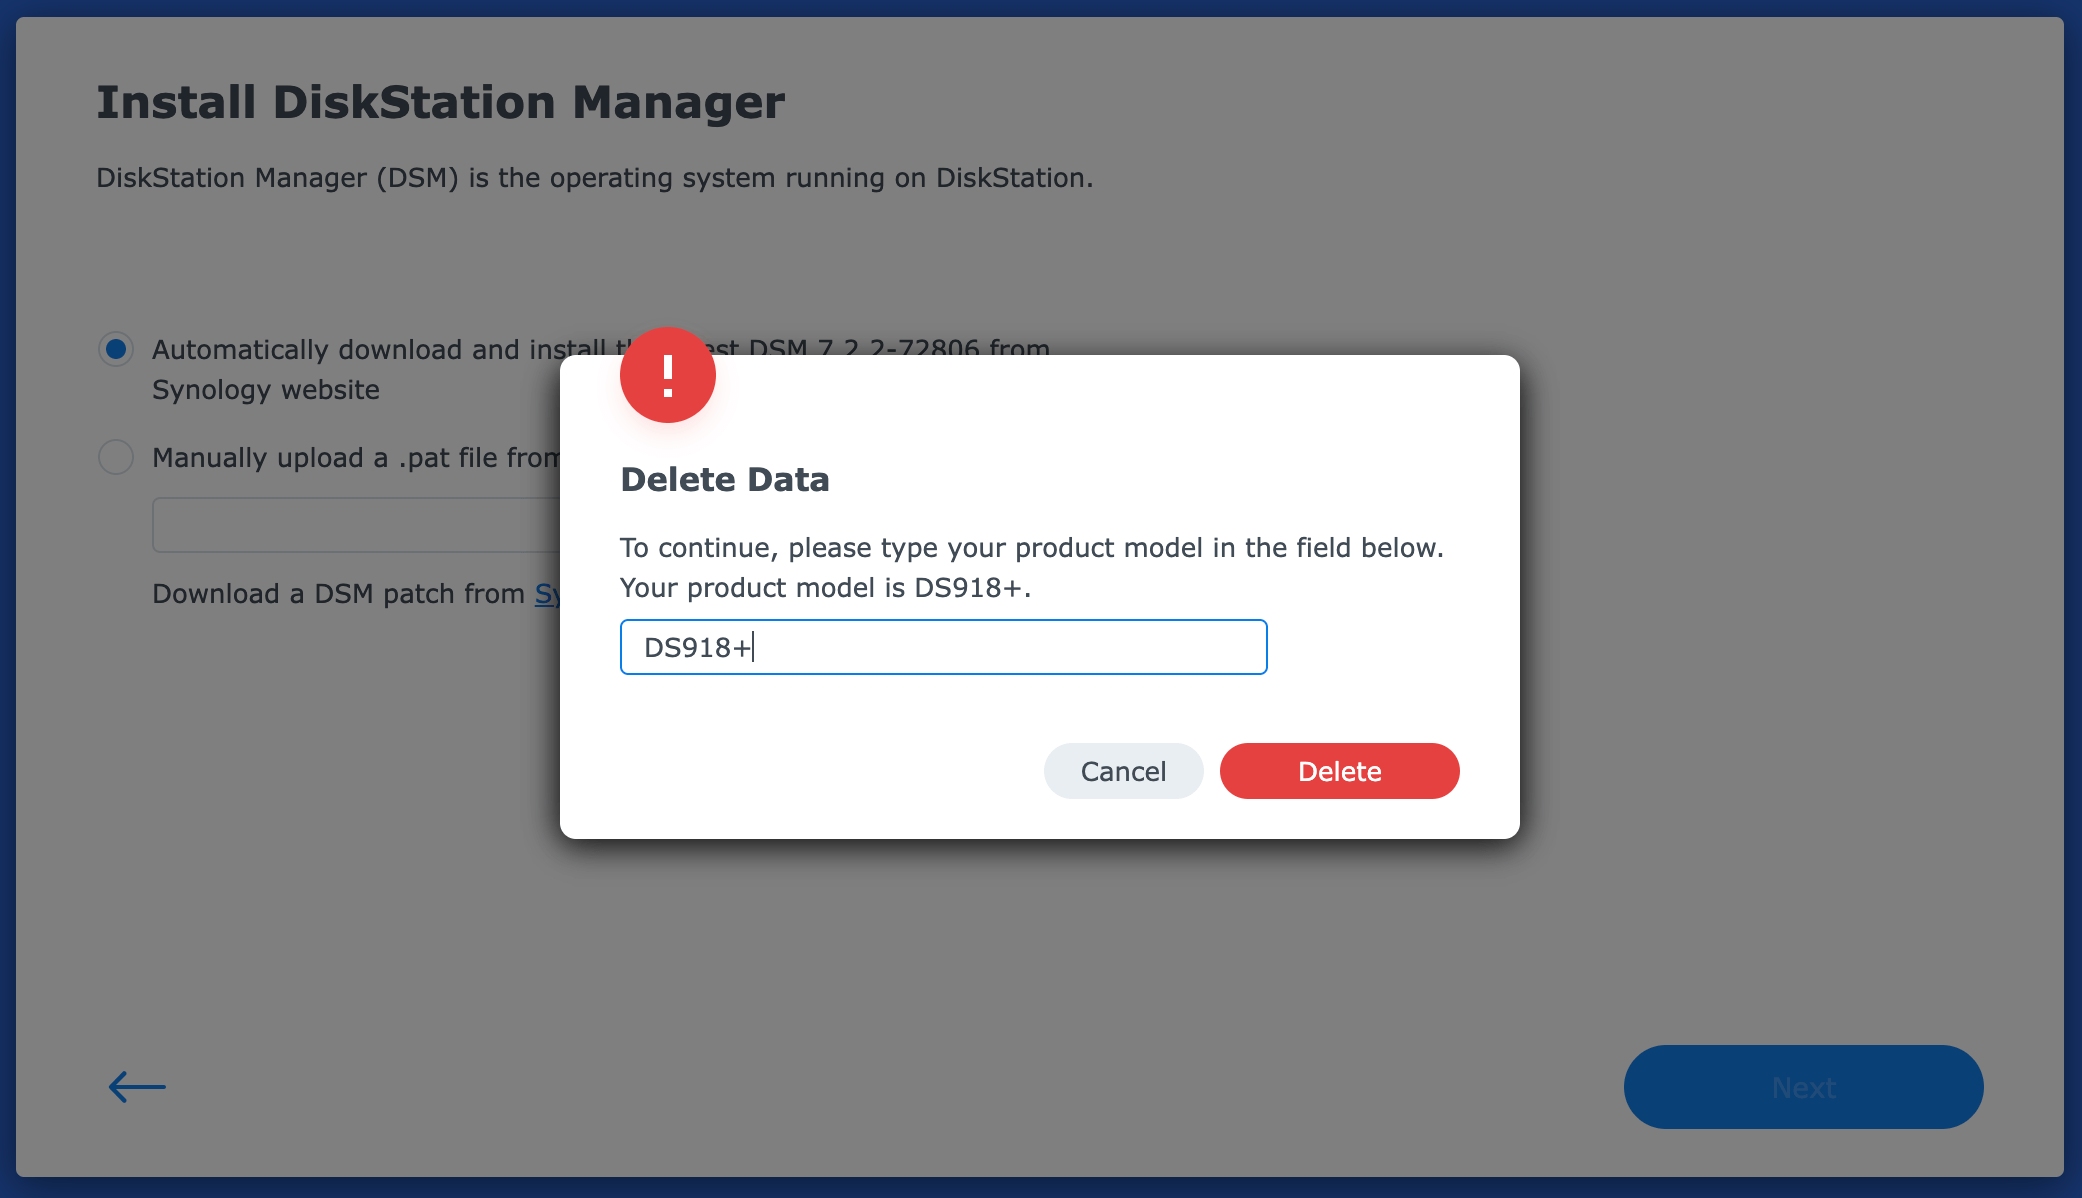 Install DiskStation Manager
DiskStation Manager (DSM) is the operating system running on DiskStation.
Automatically download and install est DSM 7.2.2-72806 from
Synology website
Manually upload a .pat file from
Download a DSM patch from Sy
!
Delete Data
To continue, please type your product model in the field below.
Your product model is DS918+.
DS918+
Cancel
Delete
Next